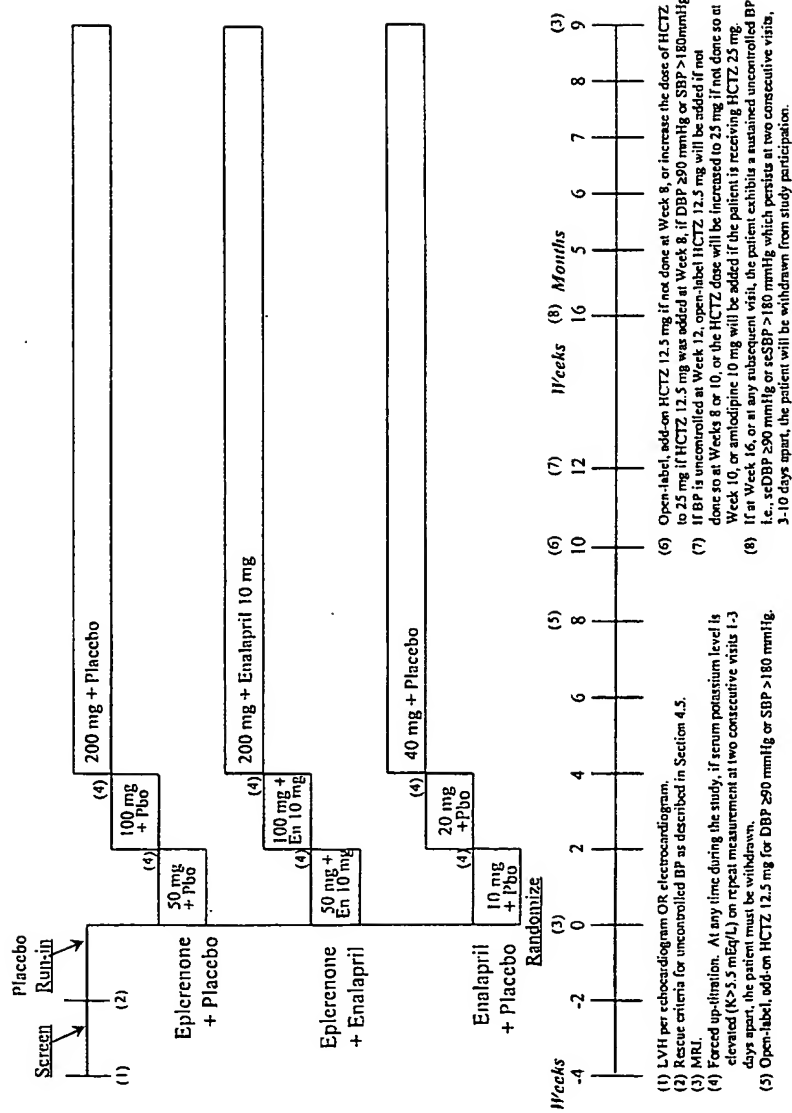 Placebo
Screen Run-in
(1) (2)
Eplerenone
+ Placebo
50 mg
+ Pbo
(4)
100 mg
+ Pbo
(4)
200 mg + Placebo
Eplerenone
+ Enalapril
50 mg +
En 10 mg
(4)
100 mg +
En 10 mg
(4)
200 mg + Enalapril 10 mg
Enalapril
+ Placebo
10 mg
+ Pbo
(4)
20 mg
+Pbo
(4)
40 mg + Placebo
Randomize
(3) (5) (6) (7) (8) (3)
Weeks -4 -2 0 2 4 6 8 10 12 Weeks 16 Months 5 6 7 8 9
(1) LVH per echocardiogram OR electrocardiogram.
(2) Rescue criteria for uncontrolled BP as described in Section 4.5.
(3) MRI.
(4) Forced up-titration. At any time during the study, if serum potassium level is
elevated (K>5.5 mEq/L) on repeat measurement at two consecutive visits 1-3
days apart, the patient must be withdrawn.
(5) Open-label, add-on HCTZ 12.5 mg for DBP ≥90 mmHg or SBP >180 mmHg.
(6) Open-label, add-on HCTZ 12.5 mg if not done at Week 8, or increase the dose of HCTZ
to 25 mg if HCTZ 12.5 mg was added at Week 8, if DBP ≥90 mmHg or SBP >180mmHg
(7) If BP is uncontrolled at Week 12, open-label HCTZ 12.5 mg will be added if not
done so at Weeks 8 or 10, or the HCTZ dose will be increased to 25 mg if not done so at
Week 10, or amlodipine 10 mg will be added if the patient is receiving HCTZ 25 mg.
(8) If at Week 16, or at any subsequent visit, the patient exhibits a sustained uncontrolled BP
i.e., seDBP ≥90 mmHg or seSBP >180 mmHg which persists at two consecutive visits,
3-10 days apart, the patient will be withdrawn from study participation.